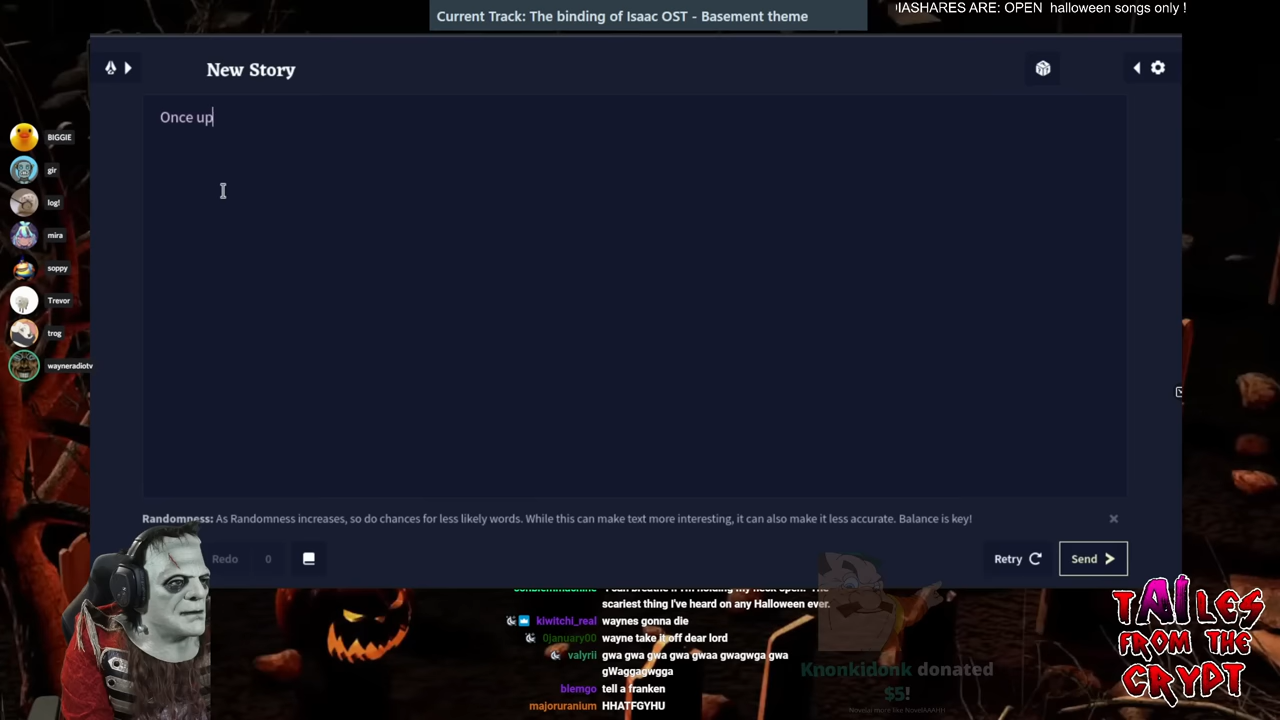 Current Track: The binding of Isaac OST - Basement theme
IASHARES ARE: OPEN halloween songs only !
New Story
Once up
BIGGIE
gir
log!
mira
soppy
Trevor
trog
wayneradiotv
Randomness: As Randomness increases, so do chances for less likely words. While this can make text more interesting, it can also make it less accurate. Balance is key!
Redo 0
Retry
Send
scariest thing I've heard on any Halloween ever.
kiwitchi_real waynes gonna die
0january00 wayne take it off dear lord
valyrii gwa gwa gwa gwa gwaa gwagwga gwa
gWaggagwgga
blemgo tell a franken
majoruranium HHATFGYHU
Knonkidonk donated
$5!
TAILES
FROM THE
CRYPT